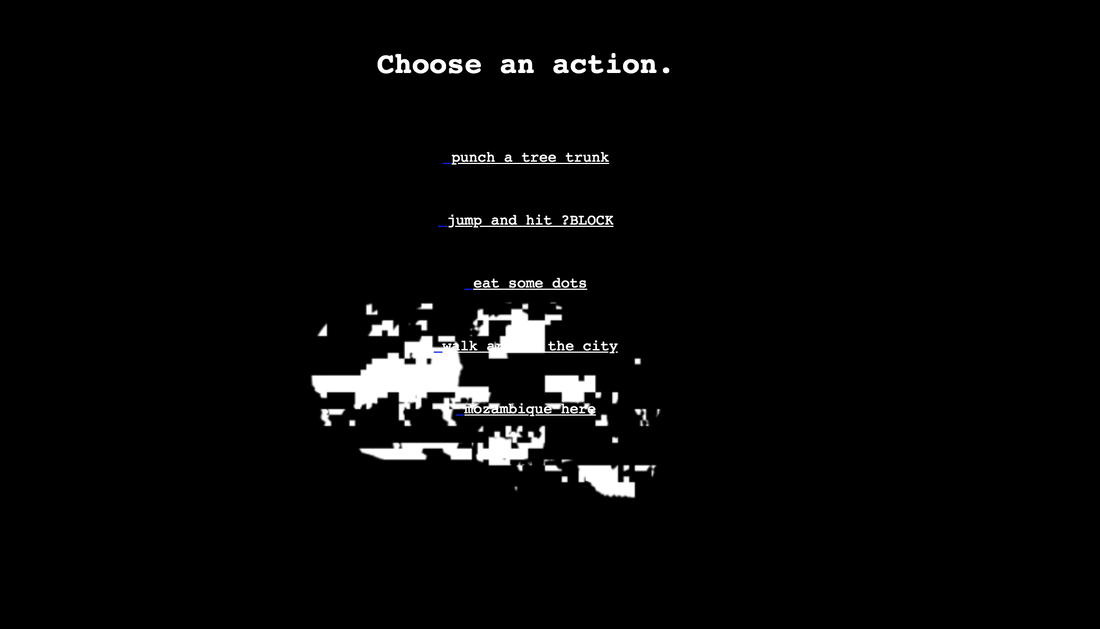 Choose an action.
punch a tree trunk
jump and hit ?BLOCK
eat some dots
walk the city
mozambique here